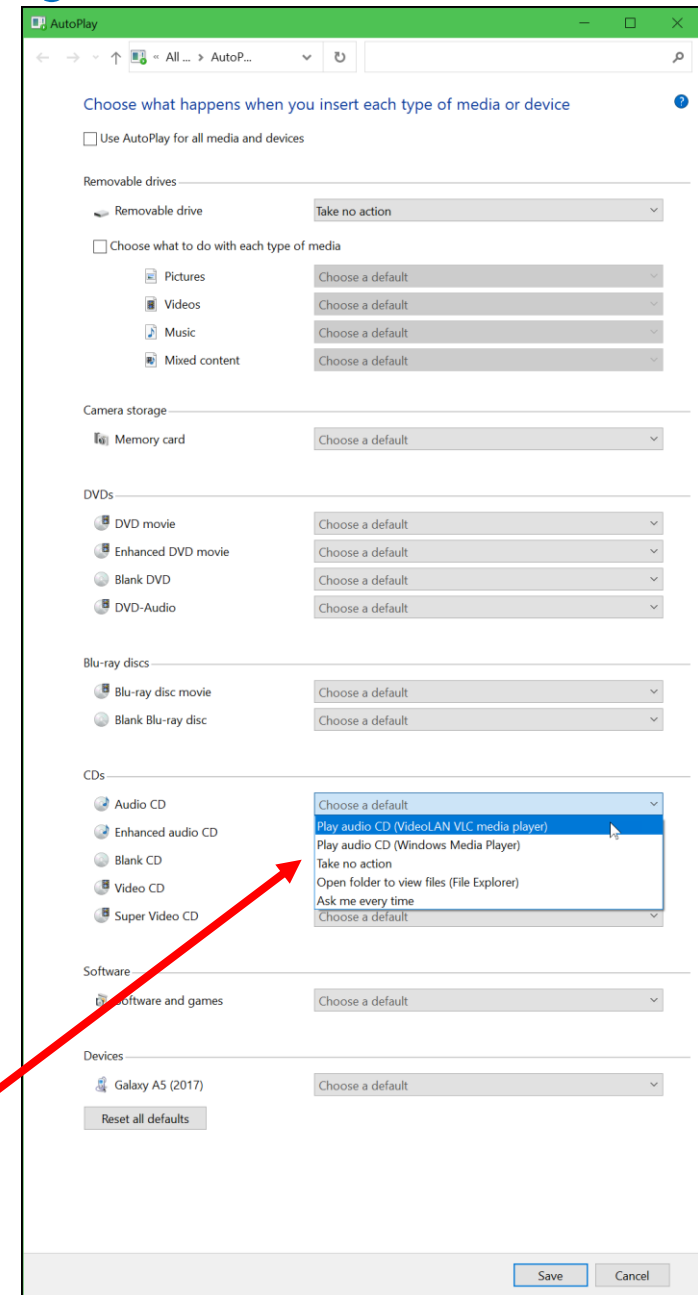 AutoPlay
« All ... › AutoP...
Choose what happens when you insert each type of media or device
Use AutoPlay for all media and devices
Removable drives
Removable drive Take no action
Choose what to do with each type of media
Pictures Choose a default
Videos Choose a default
Music Choose a default
Mixed content Choose a default
Camera storage
Memory card Choose a default
DVDs
DVD movie Choose a default
Enhanced DVD movie Choose a default
Blank DVD Choose a default
DVD-Audio Choose a default
Blu-ray discs
Blu-ray disc movie Choose a default
Blank Blu-ray disc Choose a default
CDs
Audio CD Choose a default
Play audio CD (VideoLAN VLC media player)
Enhanced audio CD
Play audio CD (Windows Media Player)
Blank CD Take no action
Video CD Open folder to view files (File Explorer)
Ask me every time
Super Video CD Choose a default
Software
Software and games Choose a default
Devices
Galaxy A5 (2017) Choose a default
Reset all defaults
Save Cancel